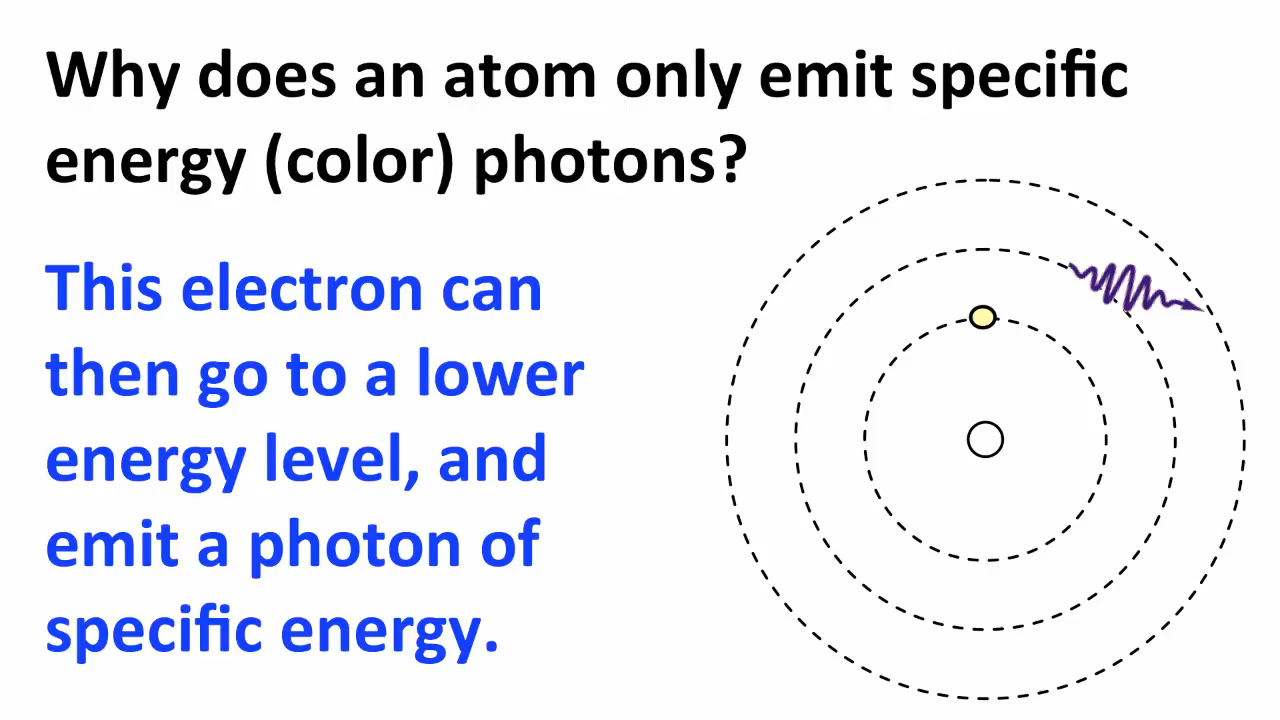 Why does an atom only emit specific
energy (color) photons?
This electron can
then go to a lower
energy level, and
emit a photon of
specific energy.